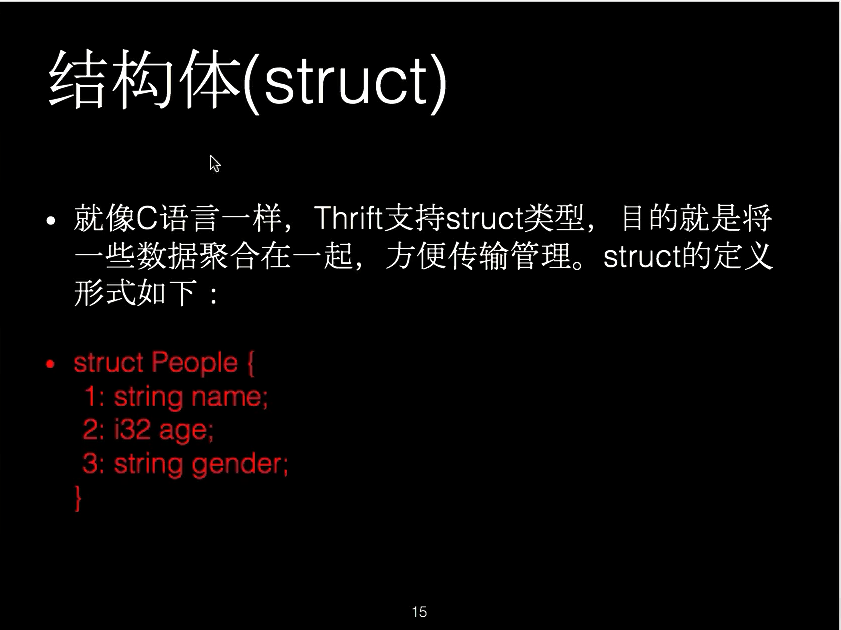 结构体(struct)
• 就像C语言一样，Thrift支持struct类型，目的就是将
一些数据聚合在一起，方便传输管理。struct的定义
形式如下：
• struct People {
1: string name;
2: i32 age;
3: string gender;
}
15